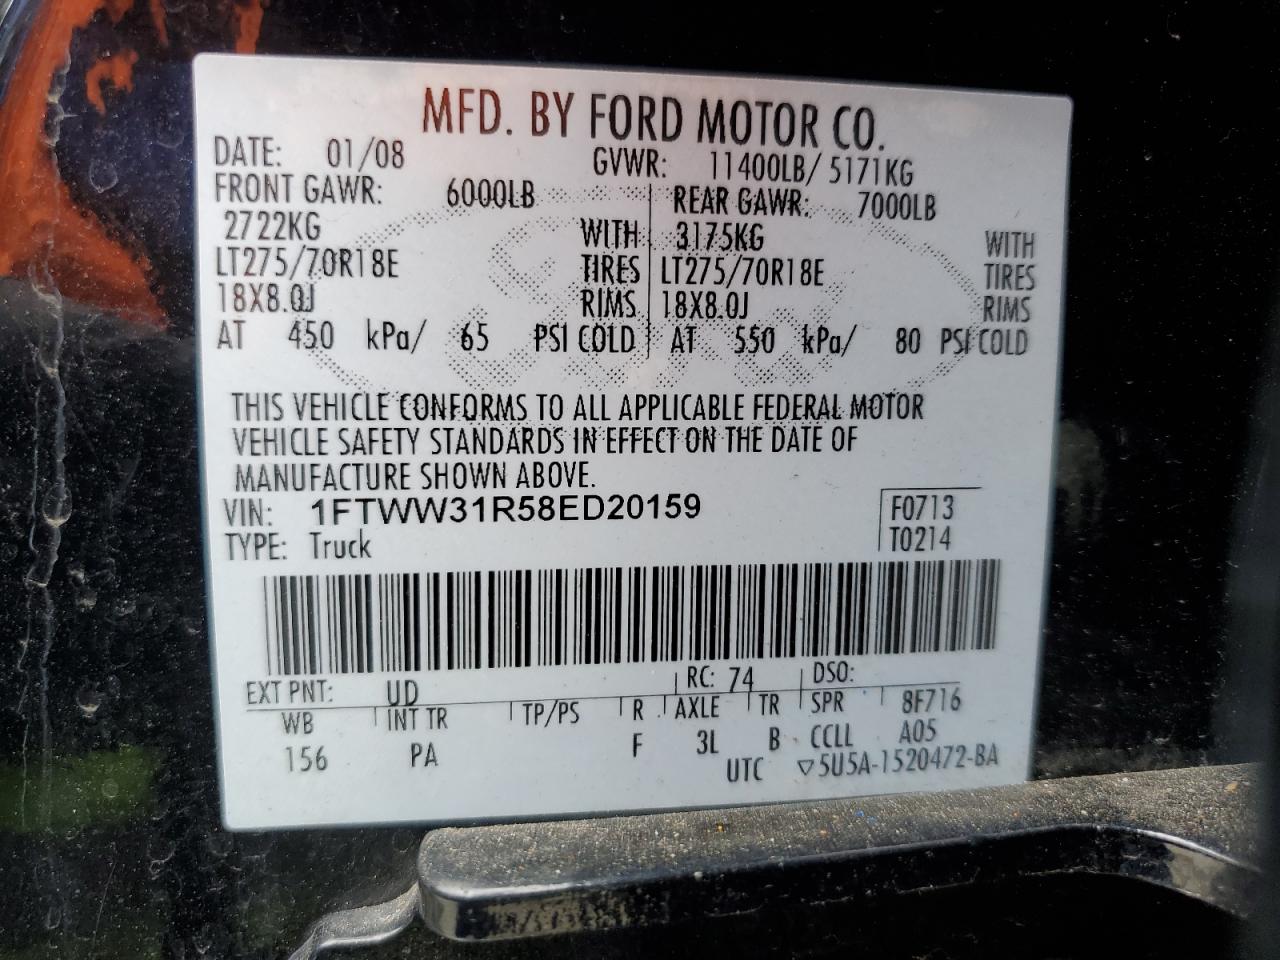 MFD. BY FORD MOTOR CO.
DATE: 01/08 GVWR: 11400LB/ 5171KG
FRONT GAWR: 6000LB REAR GAWR: 7000LB
2722KG WITH 3175KG WITH
LT275/70R18E TIRES LT275/70R18E TIRES
18X8.0J RIMS 18X8.0J RIMS
AT 450 kPa/ 65 PSI COLD AT 550 kPa/ 80 PSI COLD
THIS VEHICLE CONFORMS TO ALL APPLICABLE FEDERAL MOTOR
VEHICLE SAFETY STANDARDS IN EFFECT ON THE DATE OF
MANUFACTURE SHOWN ABOVE.
VIN: 1FTWW31R58ED20159 F0713
TYPE: Truck T0214
EXT PNT: UD RC: 74 DSO:
WB INT TR TP/PS R AXLE TR SPR 8F716
156 PA F 3L B CCLL A05
UTC ▽5U5A-1520472-BA